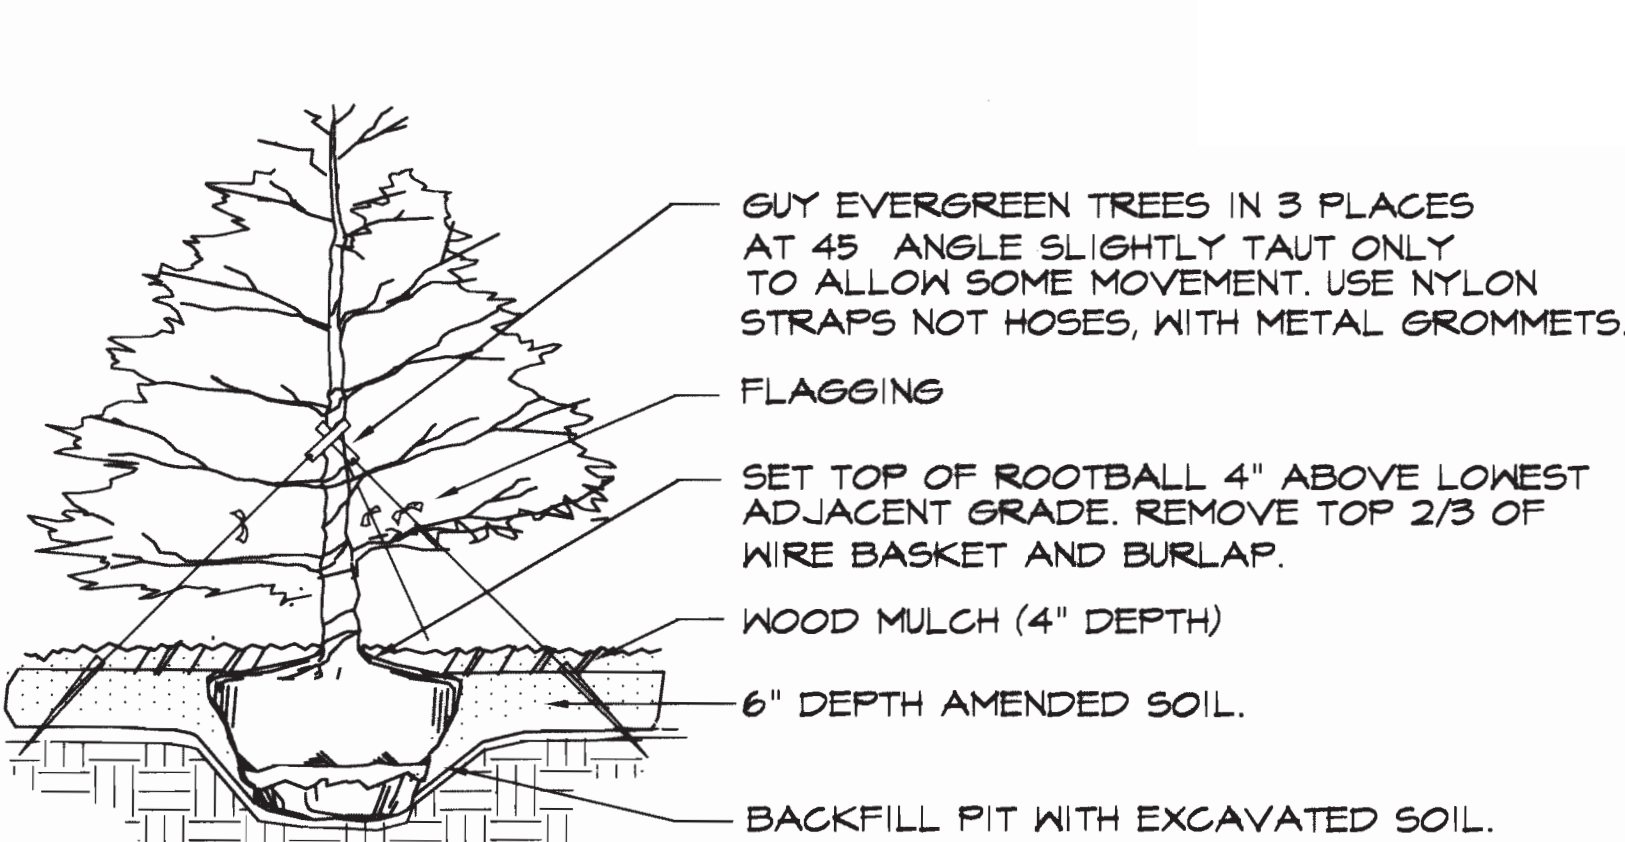 GUY EVERGREEN TREES IN 3 PLACES
AT 45 ANGLE SLIGHTLY TAUT ONLY
TO ALLOW SOME MOVEMENT. USE NYLON
STRAPS NOT HOSES, WITH METAL GROMMETS.
FLAGGING
SET TOP OF ROOTBALL 4" ABOVE LOWEST
ADJACENT GRADE. REMOVE TOP 2/3 OF
WIRE BASKET AND BURLAP.
WOOD MULCH (4" DEPTH)
6" DEPTH AMENDED SOIL.
BACKFILL PIT WITH EXCAVATED SOIL.